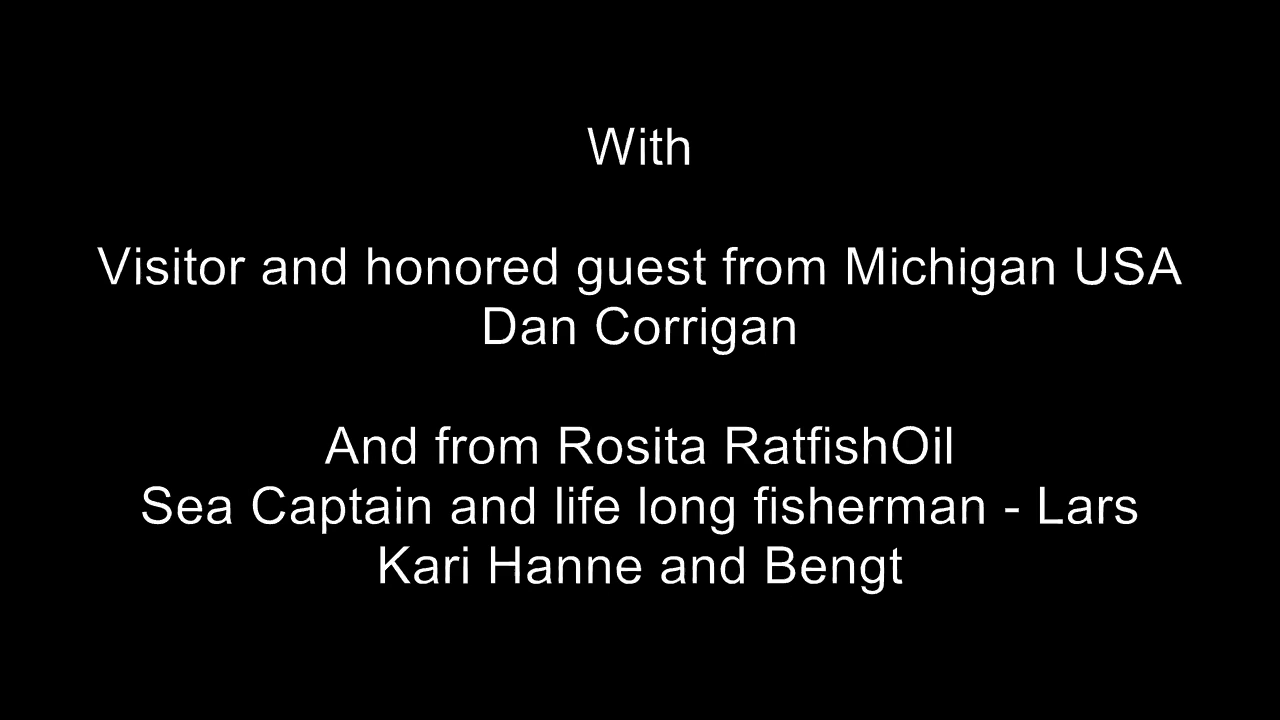 With
Visitor and honored guest from Michigan USA
Dan Corrigan
And from Rosita RatfishOil
Sea Captain and life long fisherman - Lars
Kari Hanne and Bengt